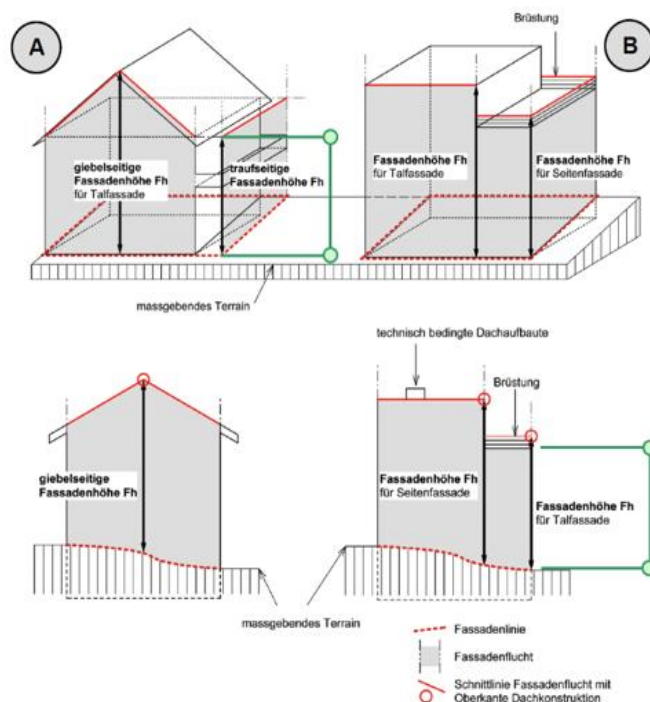 A
Brüstung
B
giebelseitige
Fassadenhöhe Fh
für Talfassade
traufseitige
Fassadenhöhe Fh
Fassadenhöhe Fh
für Talfassade
Fassadenhöhe Fh
für Seitenfassade
massgebendes Terrain
technisch bedingte Dachaufbaute
Brüstung
giebelseitige
Fassadenhöhe Fh
Fassadenhöhe Fh
für Seitenfassade
Fassadenhöhe Fh
für Talfassade
massgebendes Terrain
Fassadenlinie
Fassadenflucht
Schnittlinie Fassadenflucht mit
Oberkante Dachkonstruktion